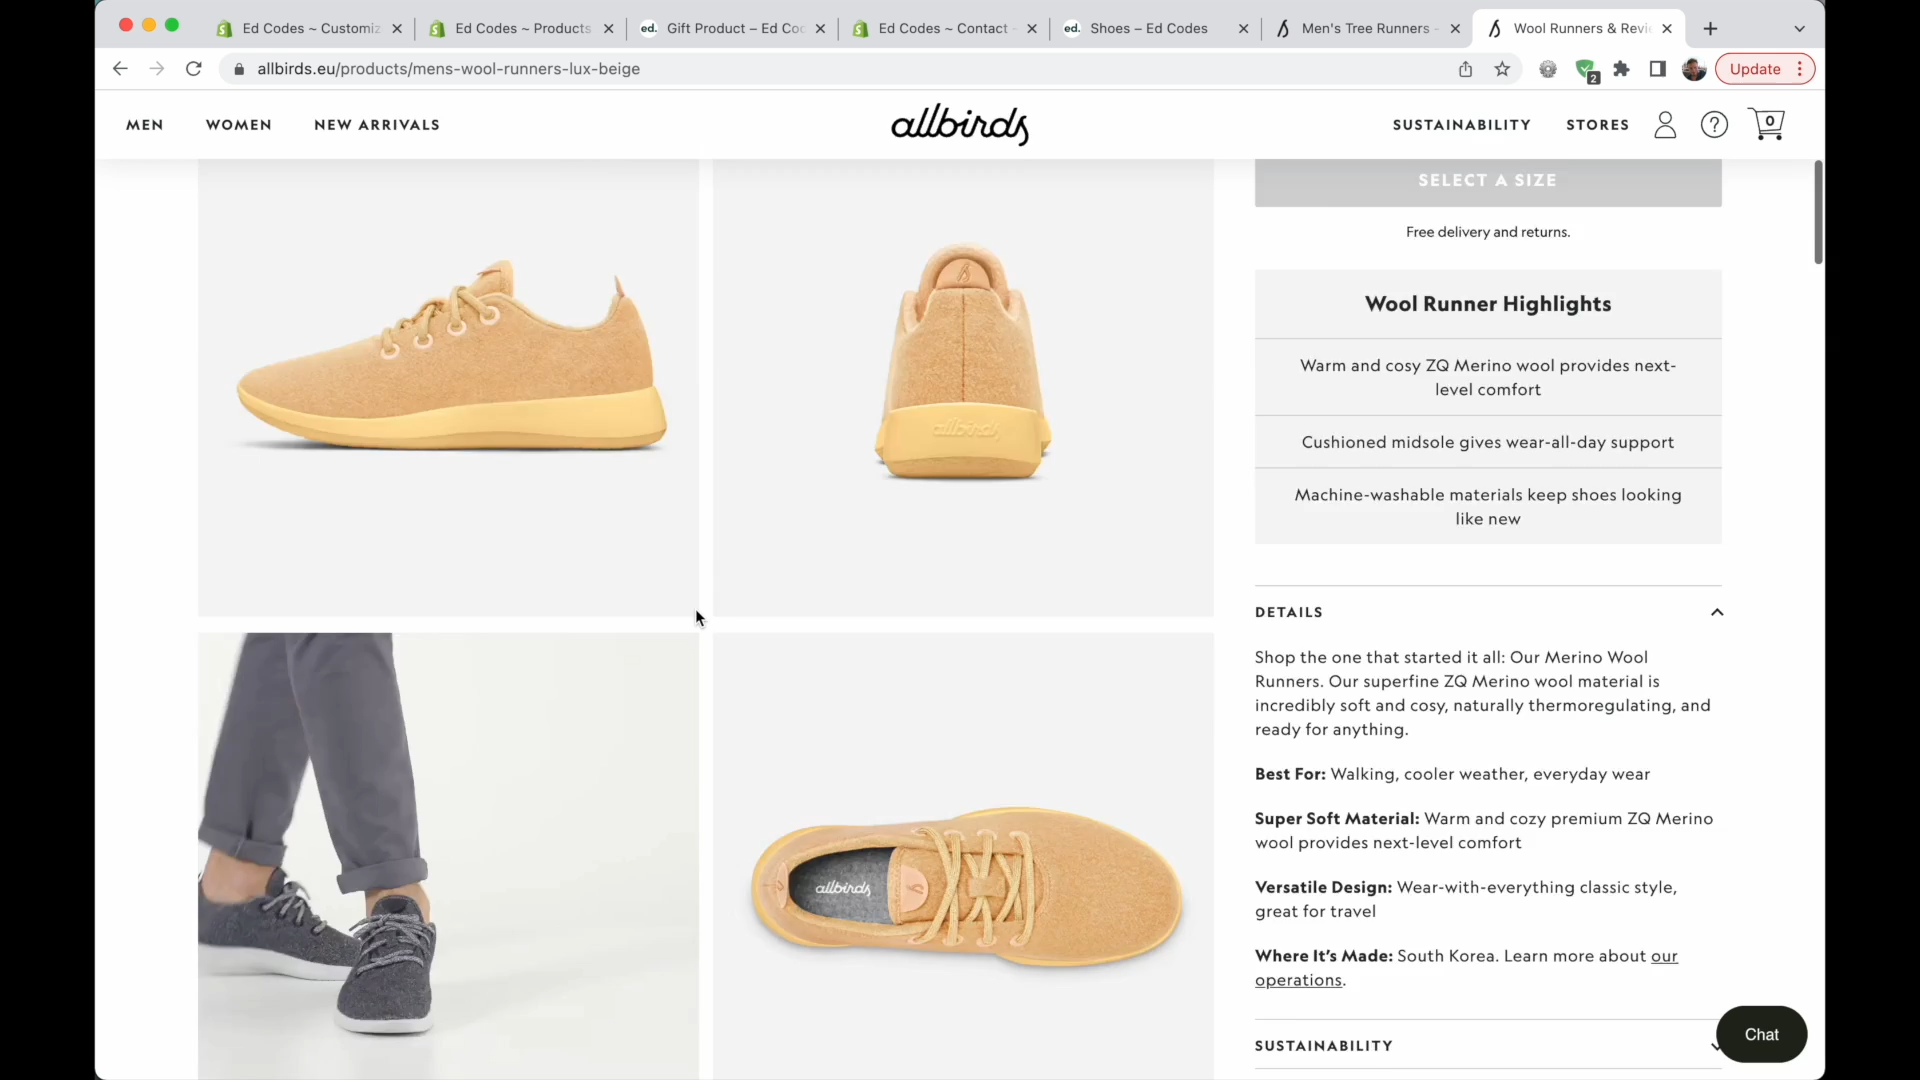 Ed Codes ~ Customiz
Ed Codes ~ Products
ed. Gift Product – Ed Coc
Ed Codes ~ Contact
ed. Shoes – Ed Codes
Men's Tree Runners -
Wool Runners & Revi
allbirds.eu/products/mens-wool-runners-lux-beige
2
Update
MEN WOMEN NEW ARRIVALS
allbirds
SUSTAINABILITY STORES ? 0
SELECT A SIZE
Free delivery and returns.
Wool Runner Highlights
Warm and cosy ZQ Merino wool provides next-
level comfort
Cushioned midsole gives wear-all-day support
Machine-washable materials keep shoes looking
like new
allbirds
DETAILS
Shop the one that started it all: Our Merino Wool
Runners. Our superfine ZQ Merino wool material is
incredibly soft and cosy, naturally thermoregulating, and
ready for anything.
Best For: Walking, cooler weather, everyday wear
Super Soft Material: Warm and cozy premium ZQ Merino
wool provides next-level comfort
Versatile Design: Wear-with-everything classic style,
great for travel
Where It’s Made: South Korea. Learn more about our
operations.
allbirds
SUSTAINABILITY
Chat